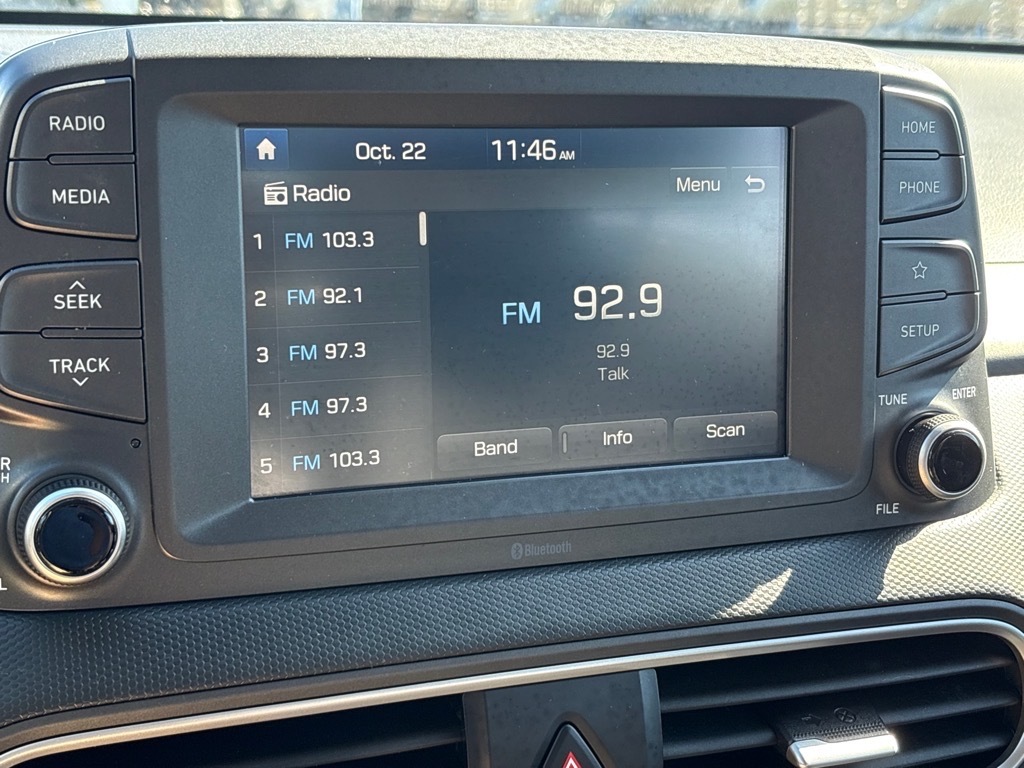 RADIO
MEDIA
SEEK
TRACK
Oct. 22 11:46 AM
Radio
Menu
1 FM 103.3
2 FM 92.1
3 FM 97.3
4 FM 97.3
5 FM 103.3
FM 92.9
92.9
Talk
Band Info Scan
HOME
PHONE
SETUP
TUNE
ENTER
FILE
Bluetooth